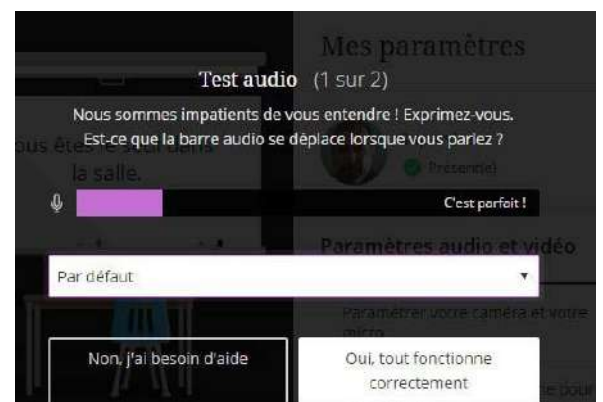 Mes paramètres
Test audio (1 sur 2)
Nous sommes impatients de vous entendre ! Exprimez-vous.
Est-ce que la barre audio se déplace lorsque vous parlez ?
la salle.
Présent(e)
C'est parfait !
Paramètres audio et vidéo
Par défaut
Paramétrer votre caméra et votre
micro
Non, j'ai besoin d'aide
Oui, tout fonctionne
correctement